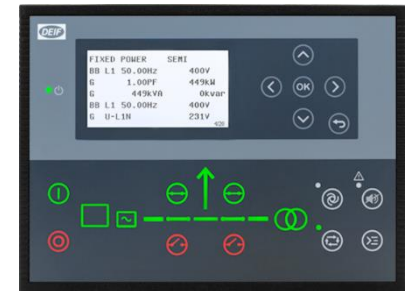 DEIF
FIXED POWER SEMI
BB L1 50.00Hz 400V
G 1.00PF 449kW
G 449kVA 0kvar
BB L1 50.00Hz 400V
G U-L1N 231V
OK